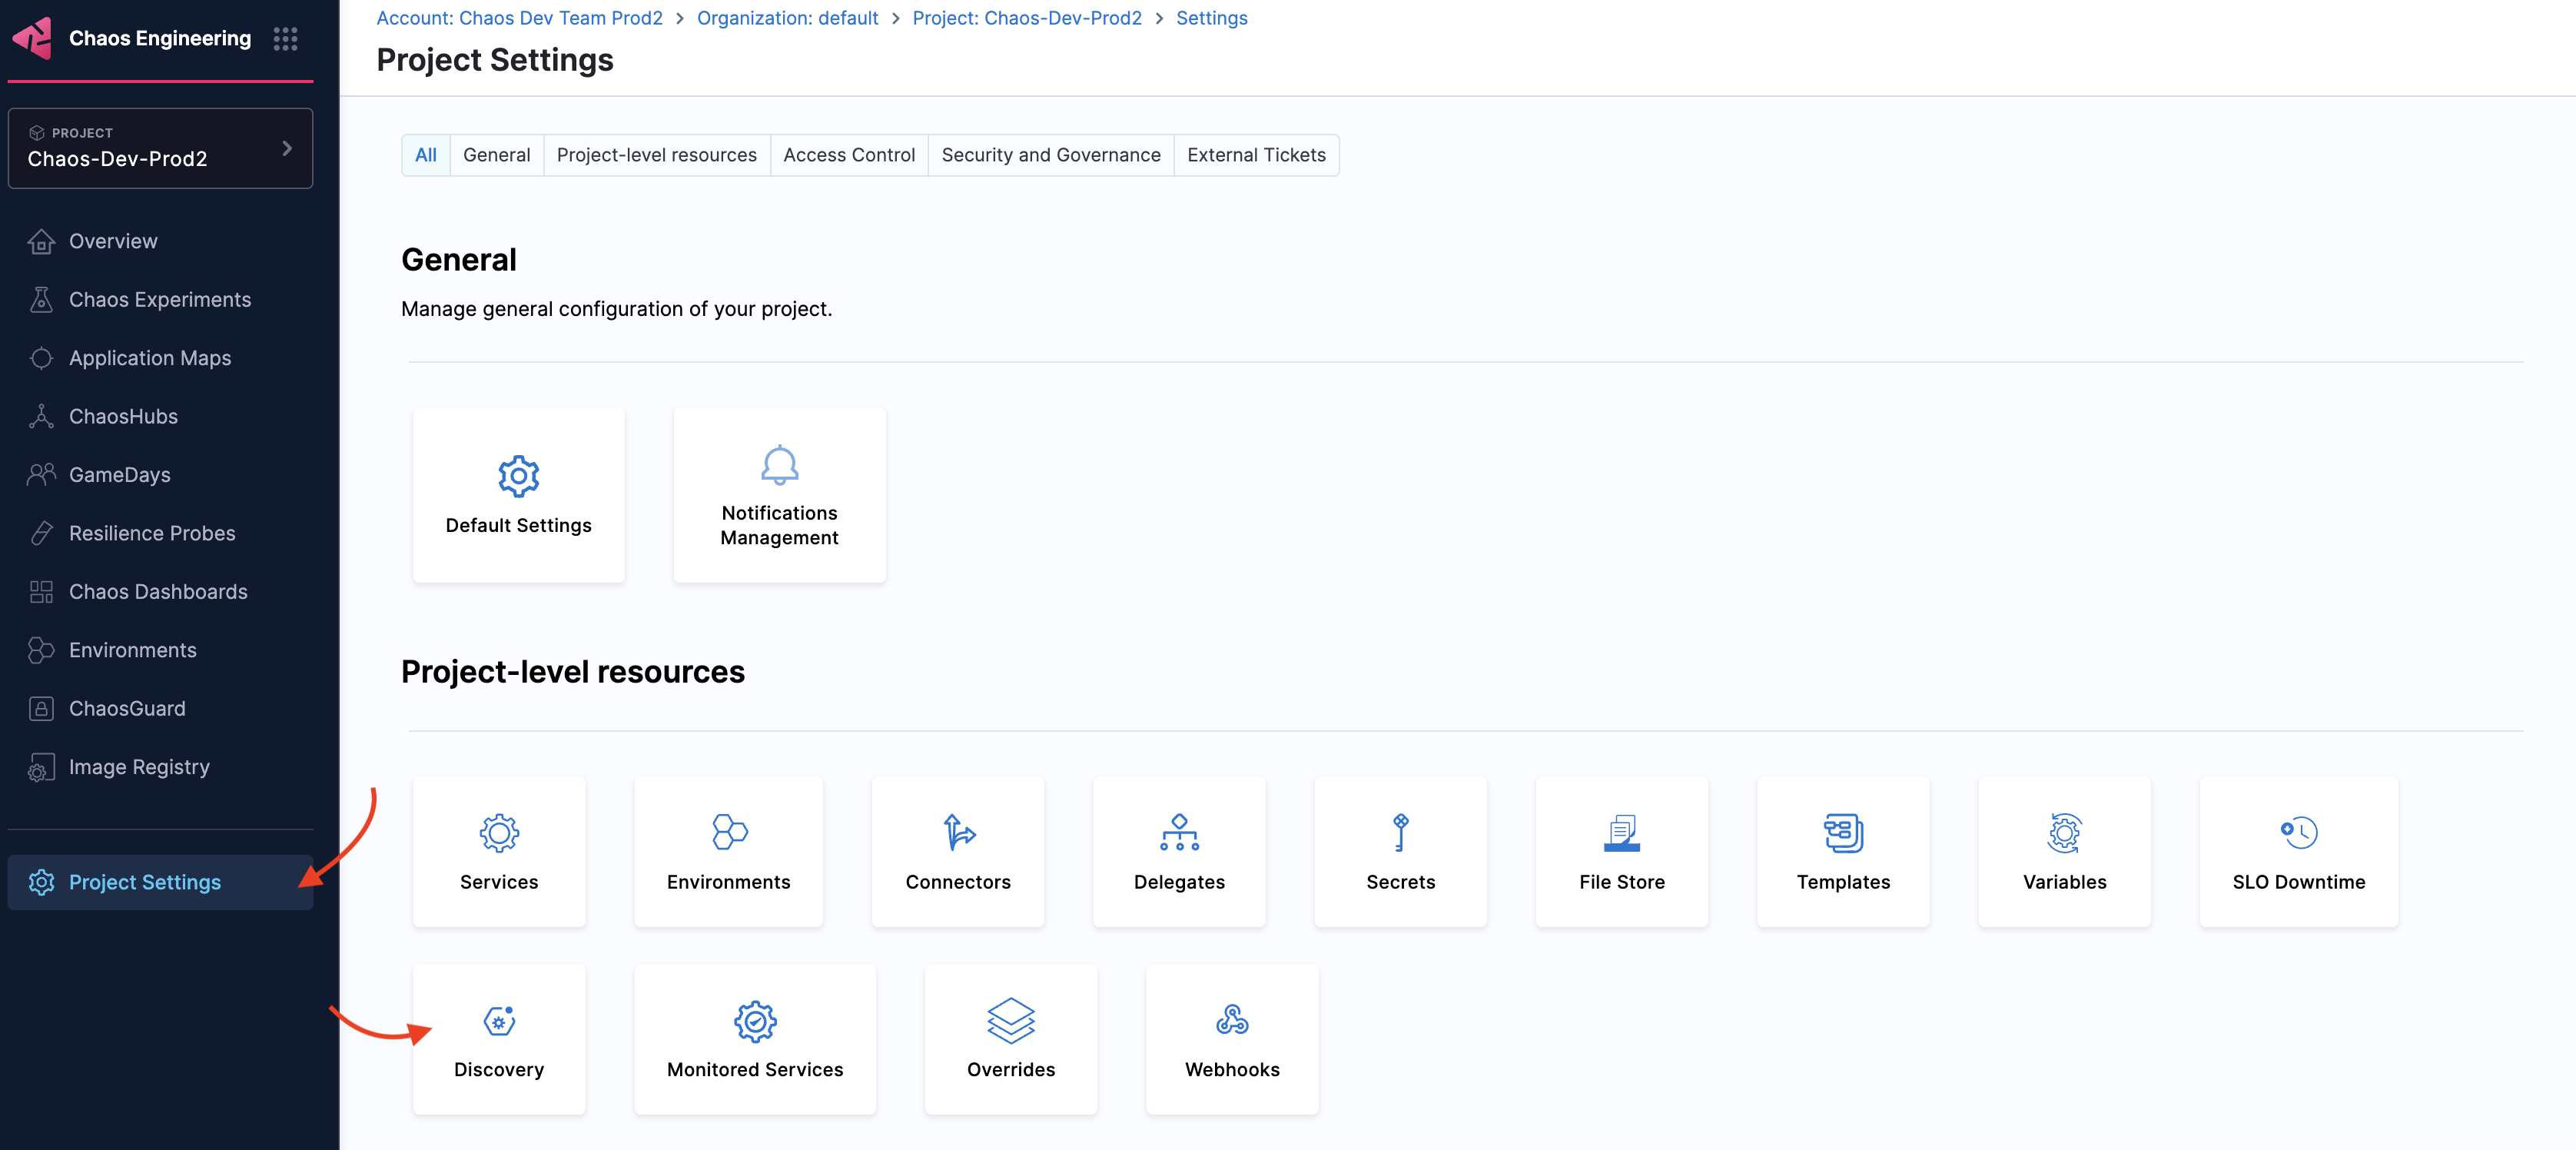 Chaos Engineering
PROJECT
Chaos-Dev-Prod2
Overview
Chaos Experiments
Application Maps
ChaosHubs
GameDays
Resilience Probes
Chaos Dashboards
Environments
ChaosGuard
Image Registry
Project Settings
Account: Chaos Dev Team Prod2 > Organization: default > Project: Chaos-Dev-Prod2 > Settings
Project Settings
All General Project-level resources Access Control Security and Governance External Tickets
General
Manage general configuration of your project.
Default Settings
Notifications
Management
Project-level resources
Services Environments Connectors Delegates Secrets File Store Templates Variables SLO Downtime
Discovery Monitored Services Overrides Webhooks